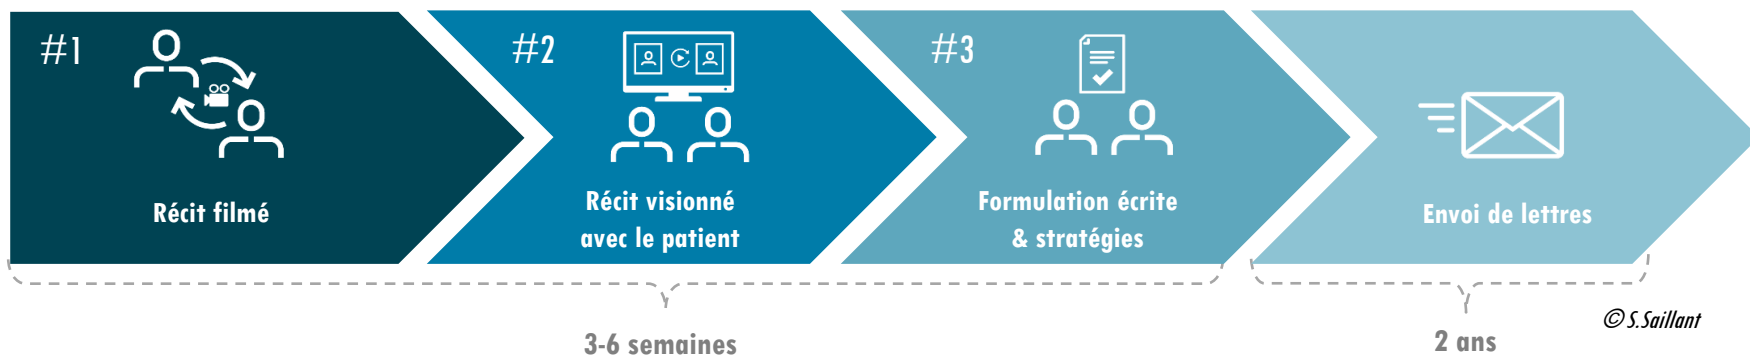 #1
Récit filmé
#2
Récit visionné
avec le patient
#3
Formulation écrite
& stratégies
Envoi de lettres
3-6 semaines
2 ans
© S.Saillant